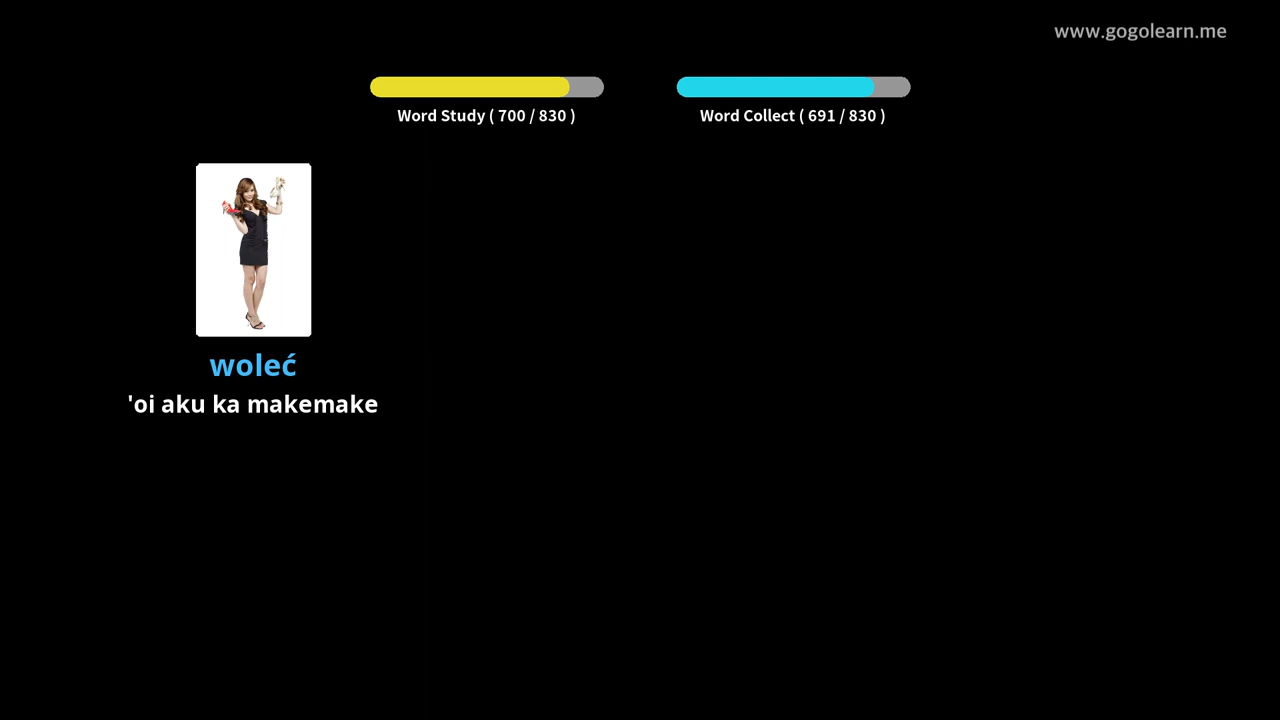 www.gogolearn.me
Word Study ( 700 / 830 )
Word Collect ( 691 / 830 )
woleć
'oi aku ka makemake